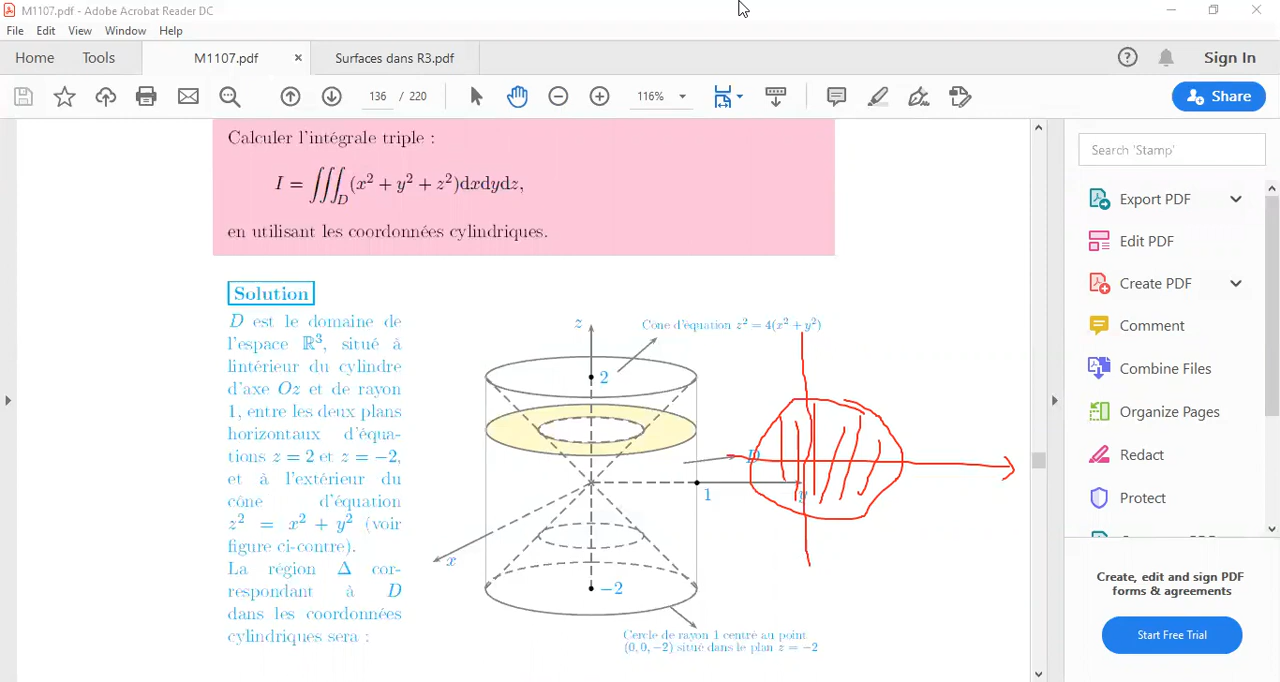 M1107.pdf - Adobe Acrobat Reader DC
File Edit View Window Help
Home Tools M1107.pdf × Surfaces dans R3.pdf Sign In
136 / 220 116% Share
Calculer l'intégrale triple :
I = ∭_D (x² + y² + z²)dxdydz,
en utilisant les coordonnées cylindriques.
Solution
D est le domaine de
l'espace ℝ³, situé à
lintérieur du cylindre
d'axe Oz et de rayon
1, entre les deux plans
horizontaux d'équa-
tions z = 2 et z = −2,
et à l'extérieur du
cône d'équation
z² = x² + y² (voir
figure ci-contre).
La région Δ cor-
respondant à D
dans les coordonnées
cylindriques sera :
z
Cone d'équation z² = 4(x² + y²)
2
D
1
y
x
−2
Cercle de rayon 1 centré au point
(0, 0, −2) situé dans le plan z = −2
Search 'Stamp'
Export PDF
Edit PDF
Create PDF
Comment
Combine Files
Organize Pages
Redact
Protect
Create, edit and sign PDF
forms & agreements
Start Free Trial